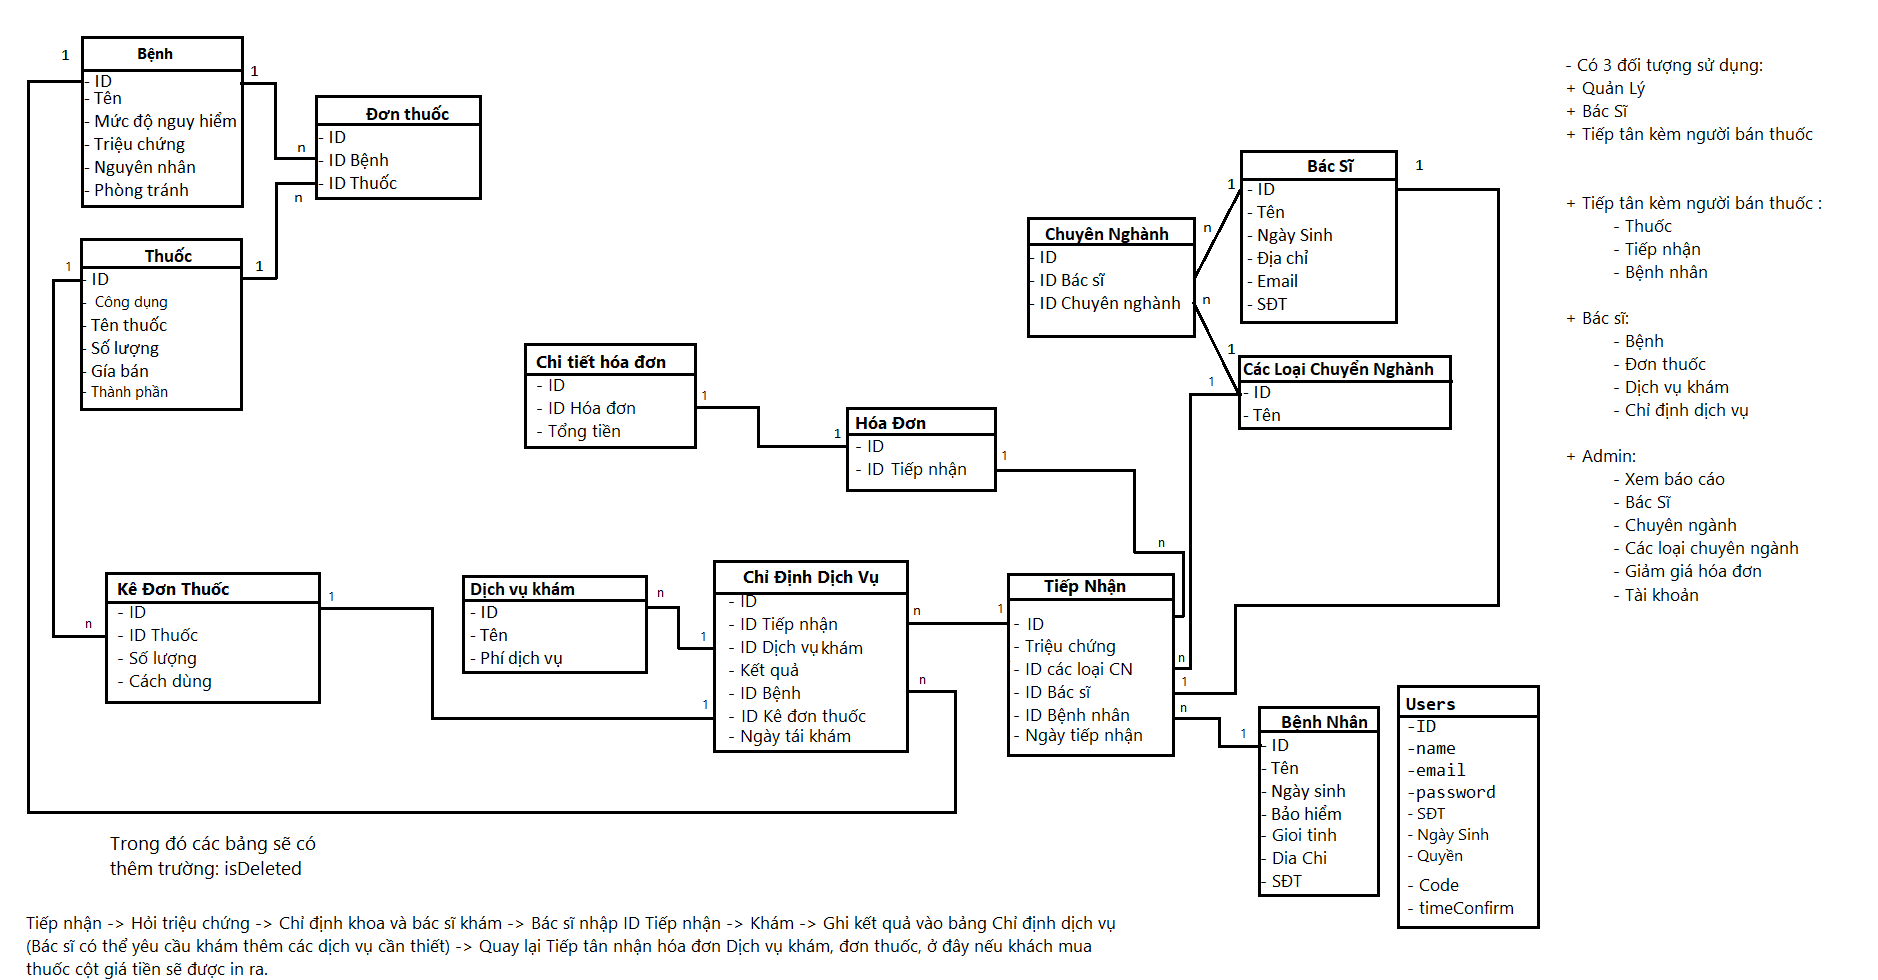 1
Bệnh
- ID
- Tên
- Mức độ nguy hiểm
- Triệu chứng
- Nguyên nhân
- Phòng tránh
1
n
Đơn thuốc
- ID
- ID Bệnh
- ID Thuốc
n
1
1
Thuốc
- ID
- Công dụng
- Tên thuốc
- Số lượng
- Gía bán
- Thành phần
Chi tiết hóa đơn
- ID
- ID Hóa đơn
- Tổng tiền
1
1
Hóa Đơn
- ID
- ID Tiếp nhận
1
n
Chuyên Nghành
- ID
- ID Bác sĩ
- ID Chuyên nghành
n
n
1
1
1
Bác Sĩ
- ID
- Tên
- Ngày Sinh
- Địa chỉ
- Email
- SĐT
1
Các Loại Chuyển Nghành
- ID
- Tên
n
Kê Đơn Thuốc
- ID
- ID Thuốc
- Số lượng
- Cách dùng
1
Dịch vụ khám
- ID
- Tên
- Phí dịch vụ
n
1
1
Chỉ Định Dịch Vụ
- ID
- ID Tiếp nhận
- ID Dịch vụ khám
- Kết quả
- ID Bệnh
- ID Kê đơn thuốc
- Ngày tái khám
n
n
1
Tiếp Nhận
- ID
- Triệu chứng
- ID các loại CN
- ID Bác sĩ
- ID Bệnh nhân
- Ngày tiếp nhận
n
1
n
1
Bệnh Nhân
- ID
- Tên
- Ngày sinh
- Bảo hiểm
- Gioi tinh
- Dia Chi
- SĐT
Users
-ID
-name
-email
-password
- SĐT
- Ngày Sinh
- Quyền
- Code
- timeConfirm
- Có 3 đối tượng sử dụng:
+ Quản Lý
+ Bác Sĩ
+ Tiếp tân kèm người bán thuốc
+ Tiếp tân kèm người bán thuốc :
- Thuốc
- Tiếp nhận
- Bệnh nhân
+ Bác sĩ:
- Bệnh
- Đơn thuốc
- Dịch vụ khám
- Chỉ định dịch vụ
+ Admin:
- Xem báo cáo
- Bác Sĩ
- Chuyên ngành
- Các loại chuyên ngành
- Giảm giá hóa đơn
- Tài khoản
Trong đó các bảng sẽ có
thêm trường: isDeleted
Tiếp nhận -> Hỏi triệu chứng -> Chỉ định khoa và bác sĩ khám -> Bác sĩ nhập ID Tiếp nhận -> Khám -> Ghi kết quả vào bảng Chỉ định dịch vụ
(Bác sĩ có thể yêu cầu khám thêm các dịch vụ cần thiết) -> Quay lại Tiếp tân nhận hóa đơn Dịch vụ khám, đơn thuốc, ở đây nếu khách mua
thuốc cột giá tiền sẽ được in ra.